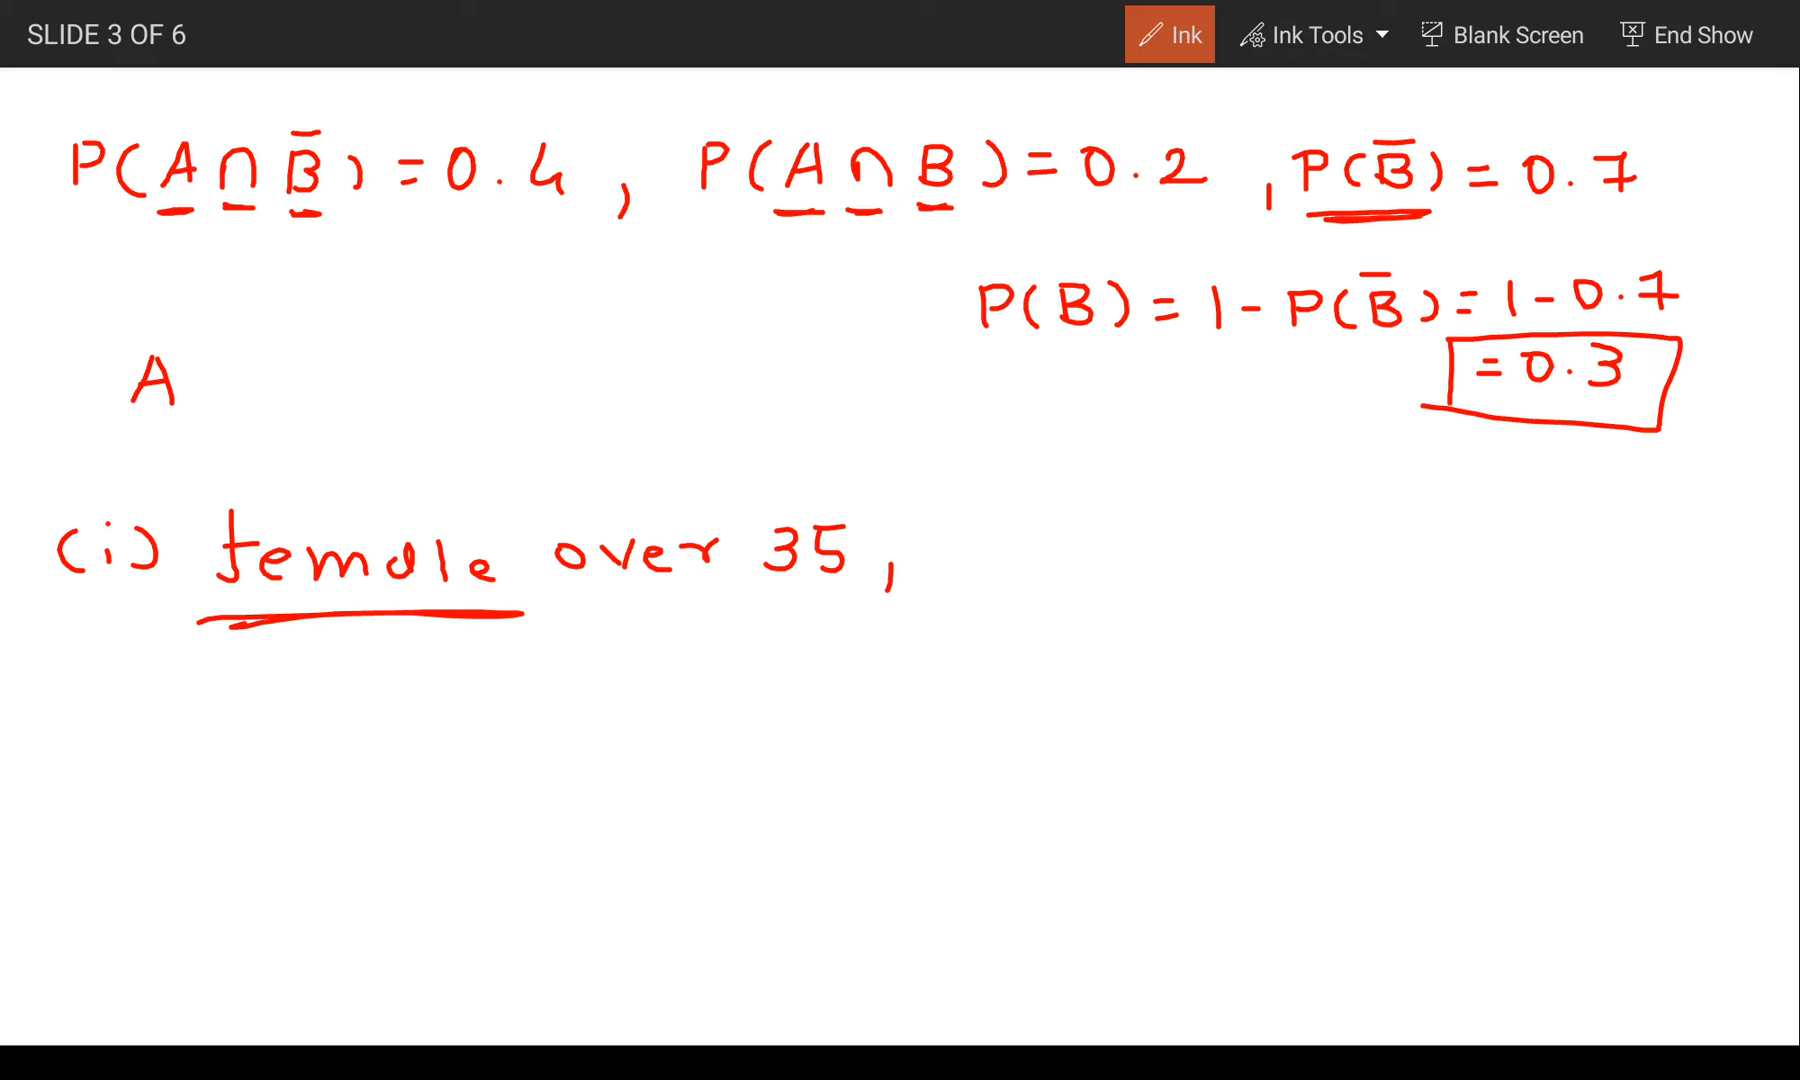 SLIDE 3 OF 6 Ink Ink Tools Blank Screen End Show
P(A∩B̅) = 0.4, P(A∩B) = 0.2, P(B̅) = 0.7
P(B) = 1 - P(B̅) = 1 - 0.7
= 0.3
A
(i) female over 35,